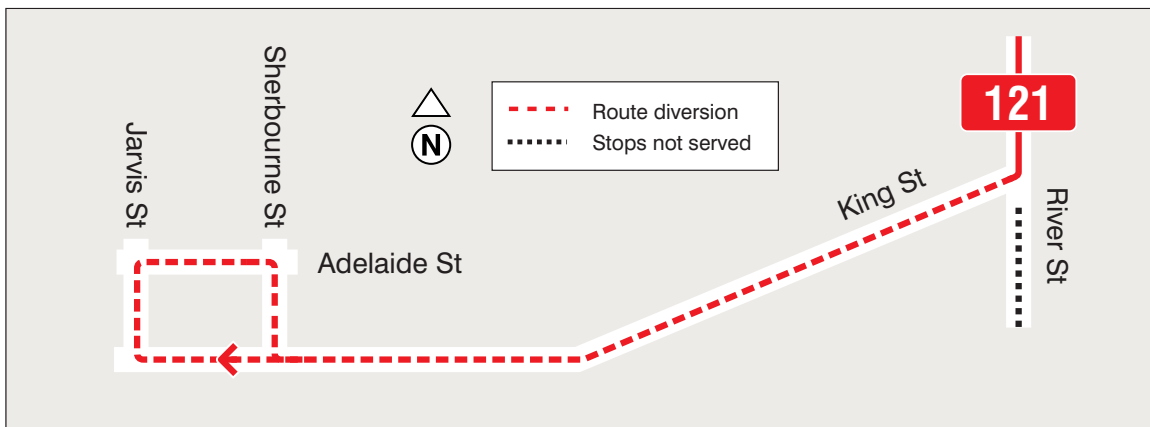 Jarvis St
Sherbourne St
N
Route diversion
Stops not served
121
King St
River St
Adelaide St